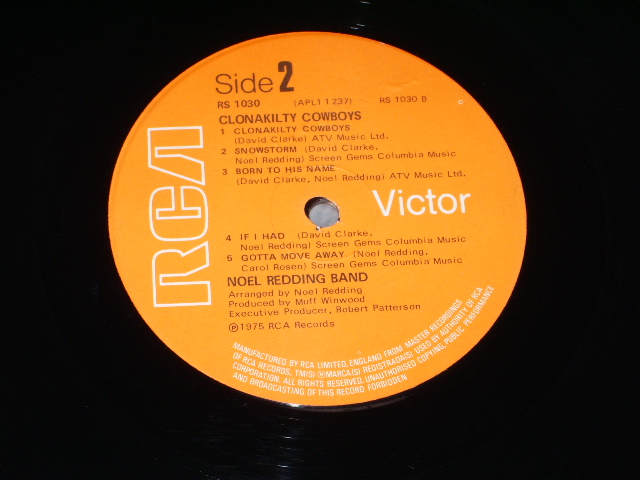 Side 2
RS 1030 (APL1 1237) RS 1030 B
CLONAKILTY COWBOYS
1 CLONAKILTY COWBOYS
(David Clarke) ATV Music Ltd.
2 SNOWSTORM (David Clarke,
Noel Redding) Screen Gems Columbia Music
3 BORN TO HIS NAME
(David Clarke, Noel Redding) ATV Music Ltd.
RCA
Victor
4 IF I HAD (David Clarke,
Noel Redding) Screen Gems Columbia Music
5 GOTTA MOVE AWAY (Noel Redding,
Carol Rosen) Screen Gems Columbia Music
NOEL REDDING BAND
Arranged by Noel Redding
Produced by Muff Winwood
Executive Producer, Robert Patterson
℗1975 RCA Records
MANUFACTURED BY RCA LIMITED, ENGLAND FROM MASTER RECORDINGS
OF RCA RECORDS, TM(S) ® MARCA(S) REGISTRADA(S) USED BY AUTHORITY OF RCA
CORPORATION. ALL RIGHTS RESERVED. UNAUTHORISED COPYING, PUBLIC PERFORMANCE
AND BROADCASTING OF THIS RECORD FORBIDDEN